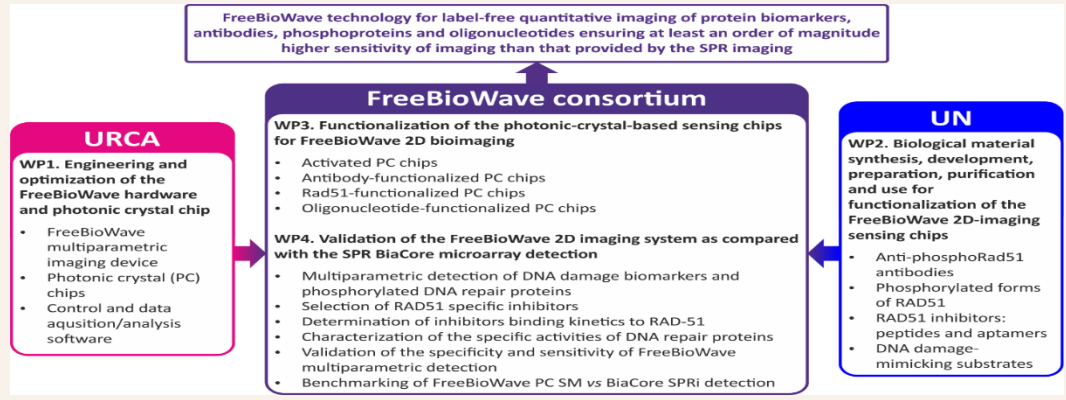 FreeBioWave technology for label-free quantitative imaging of protein biomarkers,
antibodies, phosphoproteins and oligonucleotides ensuring at least an order of magnitude
higher sensitivity of imaging than that provided by the SPR imaging
URCA
WP1. Engineering and
optimization of the
FreeBioWave hardware
and photonic crystal chip
• FreeBioWave
multiparametric
imaging device
• Photonic crystal (PC)
chips
• Control and data
aqusition/analysis
software
FreeBioWave consortium
WP3. Functionalization of the photonic-crystal-based sensing chips
for FreeBioWave 2D bioimaging
• Activated PC chips
• Antibody-functionalized PC chips
• Rad51-functionalized PC chips
• Oligonucleotide-functionalized PC chips
WP4. Validation of the FreeBioWave 2D imaging system as compared
with the SPR BiaCore microarray detection
• Multiparametric detection of DNA damage biomarkers and
phosphorylated DNA repair proteins
• Selection of RAD51 specific inhibitors
• Determination of inhibitors binding kinetics to RAD-51
• Characterization of the specific activities of DNA repair proteins
• Validation of the specificity and sensitivity of FreeBioWave
multiparametric detection
• Benchmarking of FreeBioWave PC SM vs BiaCore SPRi detection
UN
WP2. Biological material
synthesis, development,
preparation, purification
and use for
functionalization of the
FreeBioWave 2D-imaging
sensing chips
• Anti-phosphoRad51
antibodies
• Phosphorylated forms
of RAD51
• RAD51 inhibitors:
peptides and aptamers
• DNA damage-
mimicking substrates